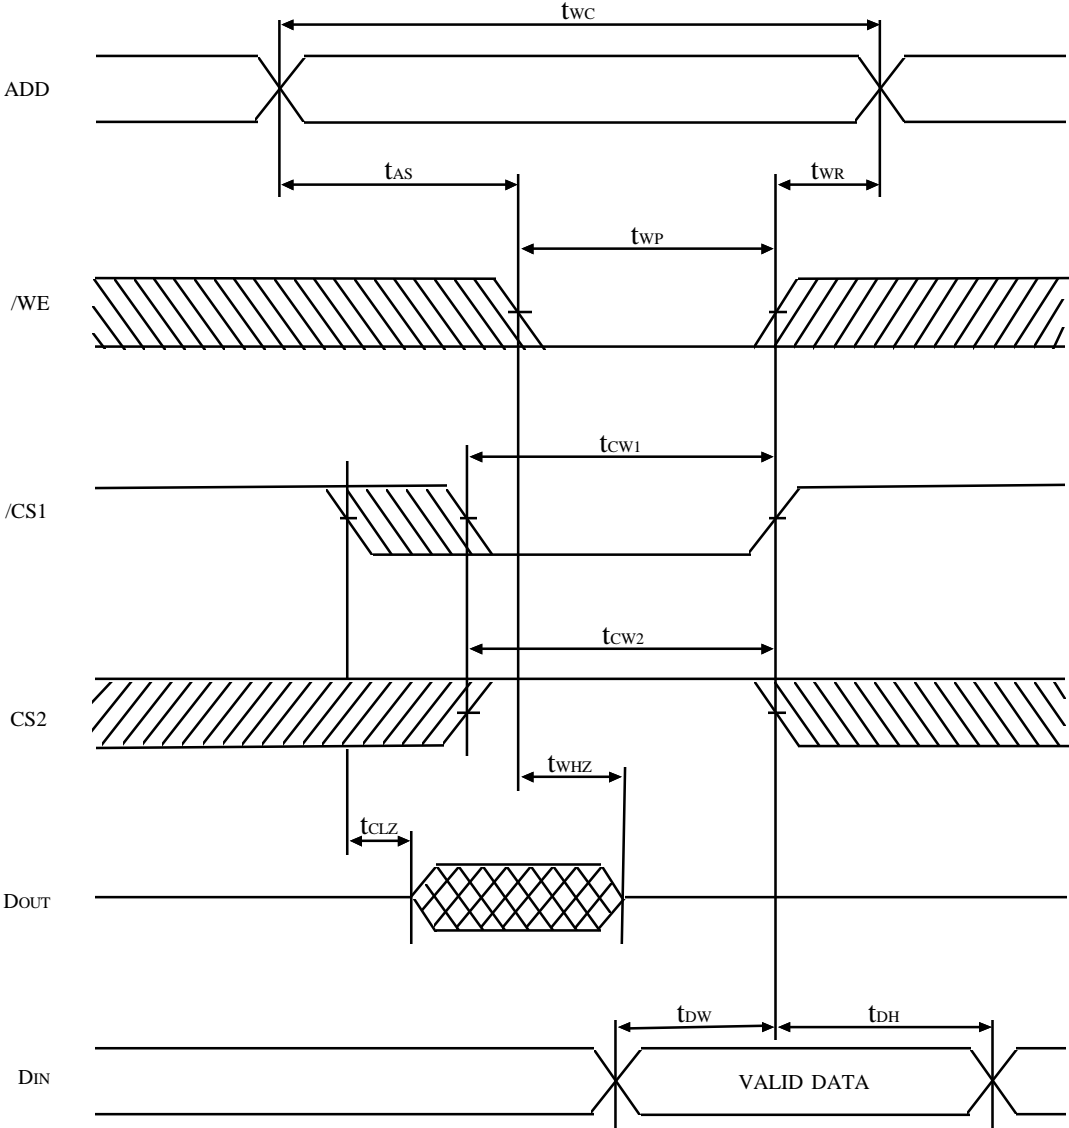 tWC
ADD
tAS
tWR
tWP
/WE
tCW1
/CS1
tCW2
CS2
tWHZ
tCLZ
DOUT
tDW
tDH
DIN
VALID DATA